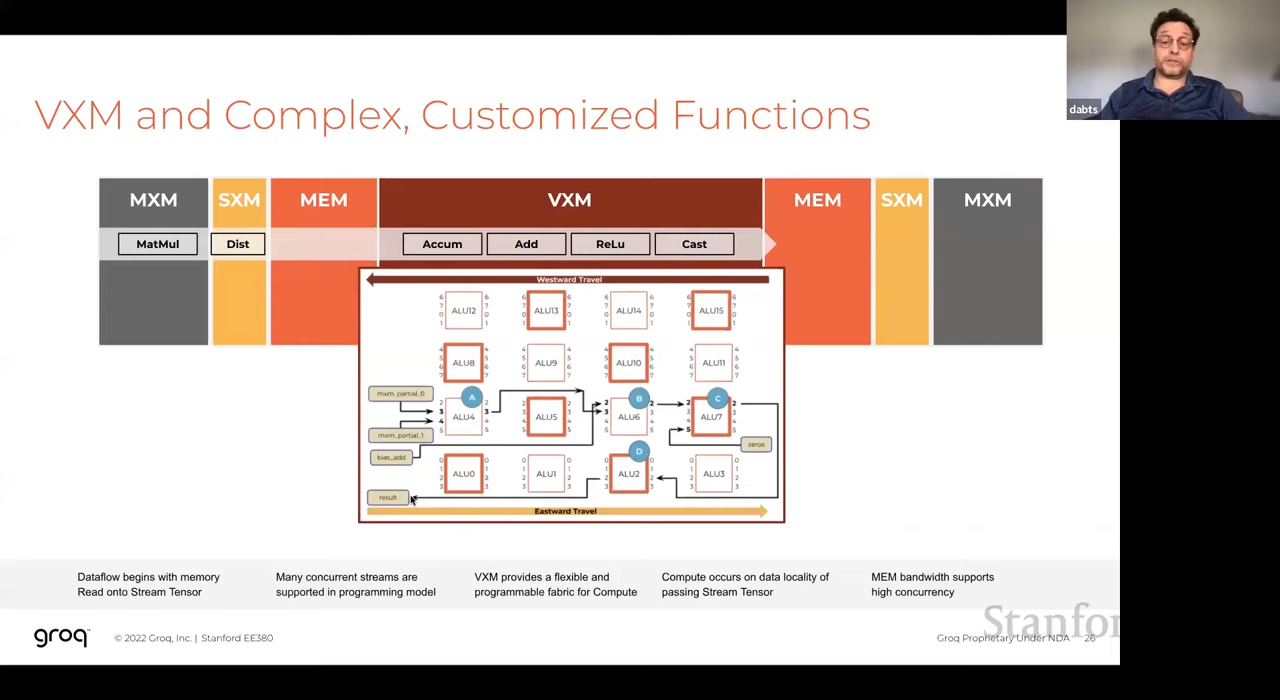 dabts
VXM and Complex, Customized Functions
MXM SXM MEM VXM MEM SXM MXM
MatMul Dist Accum Add ReLu Cast
Westward Travel
ALU12 ALU13 ALU14 ALU15
ALU8 ALU9 ALU10 ALU11
mxm_partial_0 A B C
ALU4 ALU5 ALU6 ALU7
mxm_partial_1
bias_add D zeros
ALU0 ALU1 ALU2 ALU3
result
Eastward Travel
Dataflow begins with memory
Read onto Stream Tensor
Many concurrent streams are
supported in programming model
VXM provides a flexible and
programmable fabric for Compute
Compute occurs on data locality of
passing Stream Tensor
MEM bandwidth supports
high concurrency
Stanfor
groq © 2022 Groq, Inc. | Stanford EE380 Groq Proprietary Under NDA 26